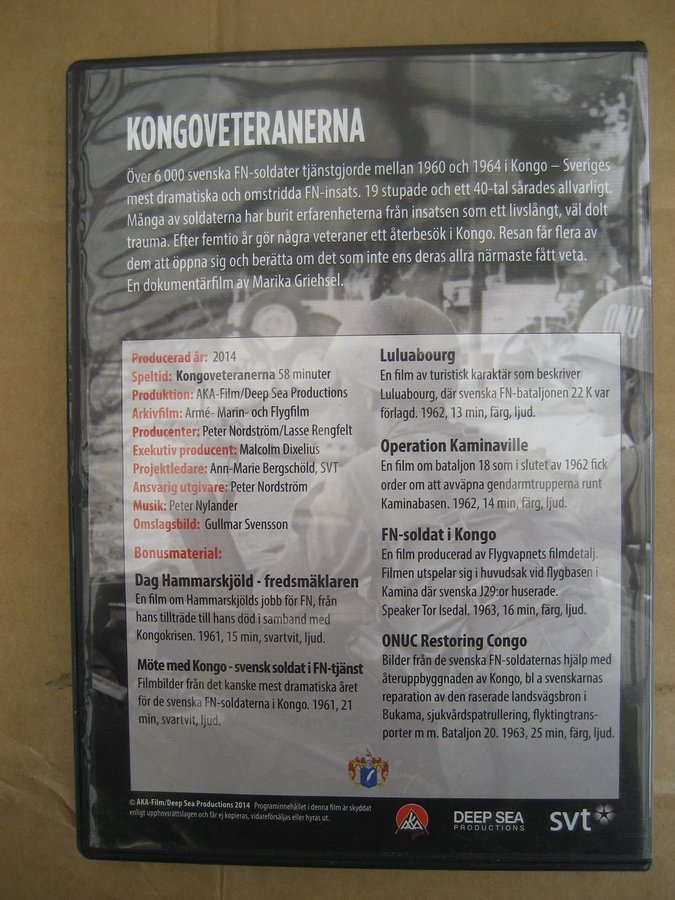 KONGOVETERANERNA
Över 6 000 svenska FN-soldater tjänstgjorde mellan 1960 och 1964 i Kongo – Sveriges
mest dramatiska och omstridda FN-insats. 19 stupade och ett 40-tal sårades allvarligt.
Många av soldaterna har burit erfarenheterna från insatsen som ett livslångt, väl dolt
trauma. Efter femtio år gör några veteraner ett återbesök i Kongo. Resan får flera av
dem att öppna sig och berätta om det som inte ens deras allra närmaste fått veta.
En dokumentärfilm av Marika Griehsel.
Producerad år: 2014
Speltid: Kongoveteranerna 58 minuter
Produktion: AKA-Film/Deep Sea Productions
Arkivfilm: Armé- Marin- och Flygfilm
Producenter: Peter Nordström/Lasse Rengfelt
Exekutiv producent: Malcolm Dixelius
Projektledare: Ann-Marie Bergschöld, SVT
Ansvarig utgivare: Peter Nordström
Musik: Peter Nylander
Omslagsbild: Gullmar Svensson
Bonusmaterial:
Dag Hammarskjöld - fredsmäklaren
En film om Hammarskjölds jobb för FN, från
hans tillträde till hans död i samband med
Kongokrisen. 1961, 15 min, svartvit, ljud.
Möte med Kongo - svensk soldat i FN-tjänst
Filmbilder från det kanske mest dramatiska året
för de svenska FN-soldaterna i Kongo. 1961, 21
min, svartvit, ljud.
Luluabourg
En film av turistisk karaktär som beskriver
Luluabourg, där svenska FN-bataljonen 22 K var
förlagd. 1962, 13 min, färg, ljud.
Operation Kaminaville
En film om bataljon 18 som i slutet av 1962 fick
order om att avväpna gendarmtrupperna runt
Kaminabasen. 1962, 14 min, färg, ljud.
FN-soldat i Kongo
En film producerad av Flygvapnets filmdetalj.
Filmen utspelar sig i huvudsak vid flygbasen i
Kamina där svenska J29:or huserade.
Speaker Tor Isedal. 1963, 16 min, färg, ljud.
ONUC Restoring Congo
Bilder från de svenska FN-soldaternas hjälp med
återuppbyggnaden av Kongo, bl a svenskarnas
reparation av den raserade landsvägsbron i
Bukama, sjukvårdspatrullering, flyktingtrans-
porter m m. Bataljon 20. 1963, 25 min, färg, ljud.
© AKA-Film/Deep Sea Productions 2014 Programinnehållet i denna film är skyddat
enligt upphovsrättslagen och får ej kopieras, vidareförsäljas eller hyras ut.
AKA
DEEP SEA
PRODUCTIONS
svt